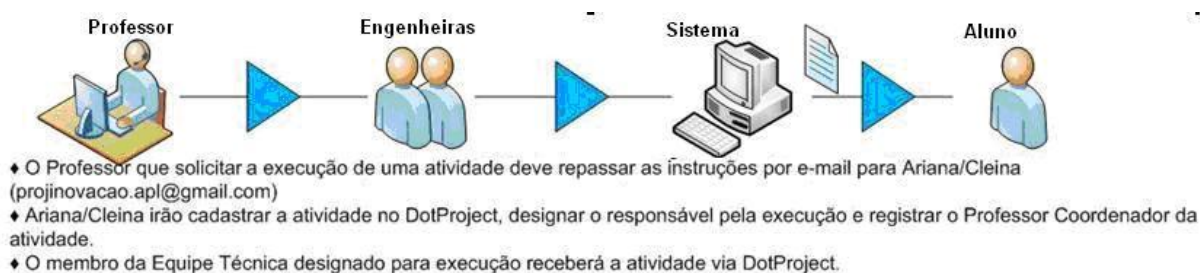 Professor Engenheiras Sistema Aluno
♦ O Professor que solicitar a execução de uma atividade deve repassar as instruções por e-mail para Ariana/Cleina
(projinovacao.apl@gmail.com)
♦ Ariana/Cleina irão cadastrar a atividade no DotProject, designar o responsável pela execução e registrar o Professor Coordenador da
atividade.
♦ O membro da Equipe Técnica designado para execução receberá a atividade via DotProject.